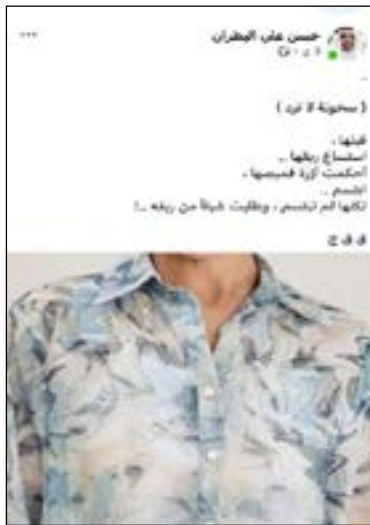 حسن علي البطران
( سخونة لا ترد )
قبلها ،
استساغ ريقها ..
أحكمت أزرة قميصها ،
ابتسم ..
لكنها لم تبتسم ، وطلبت شيئاً من ريقه ..!
ق ق ج